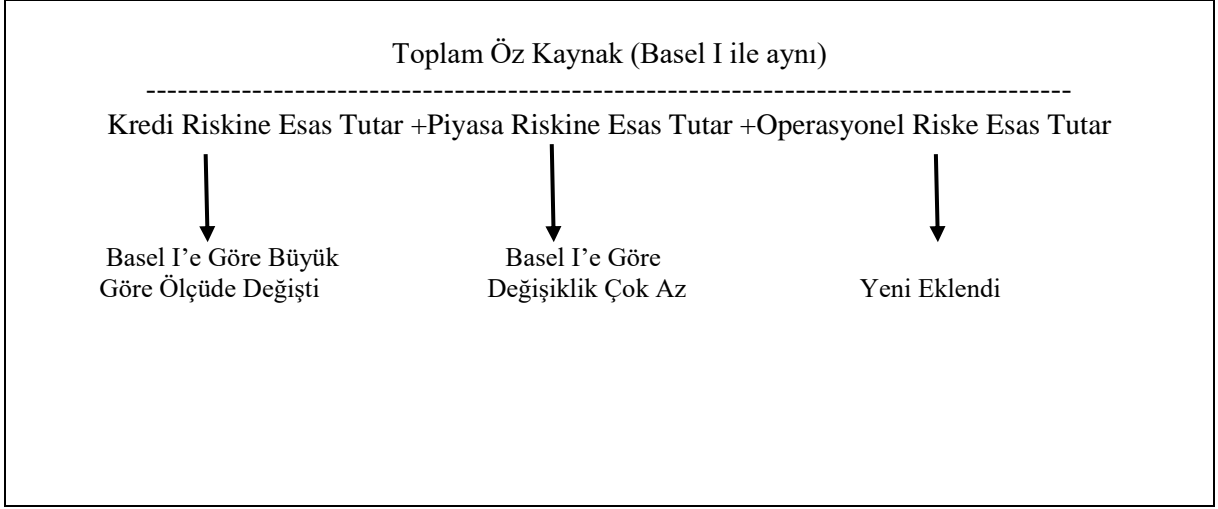 Toplam Öz Kaynak (Basel I ile aynı)
----------------------------------------------------------------------------------------
Kredi Riskine Esas Tutar +Piyasa Riskine Esas Tutar +Operasyonel Riske Esas Tutar
Basel I’e Göre Büyük
Göre Ölçüde Değişti
Basel I’e Göre
Değişiklik Çok Az
Yeni Eklendi